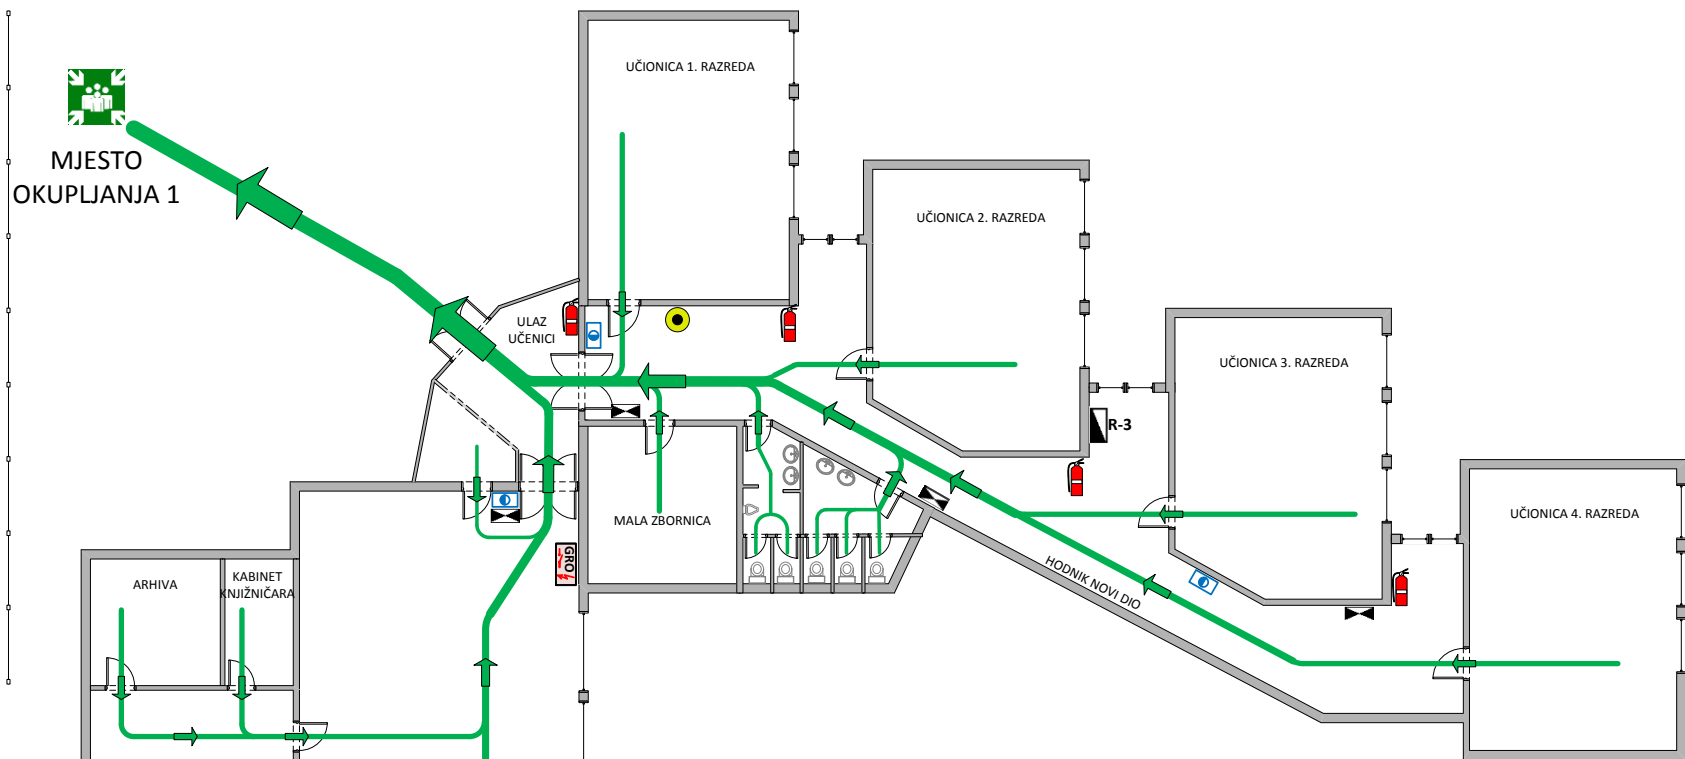 UČIONICA 1. RAZREDA
MJESTO
OKUPLJANJA 1
UČIONICA 2. RAZREDA
ULAZ
UČENICI
UČIONICA 3. RAZREDA
R-3
UČIONICA 4. RAZREDA
MALA ZBORNICA
GRO
HODNIK NOVI DIO
ARHIVA
KABINET
KNJIŽNIČARA